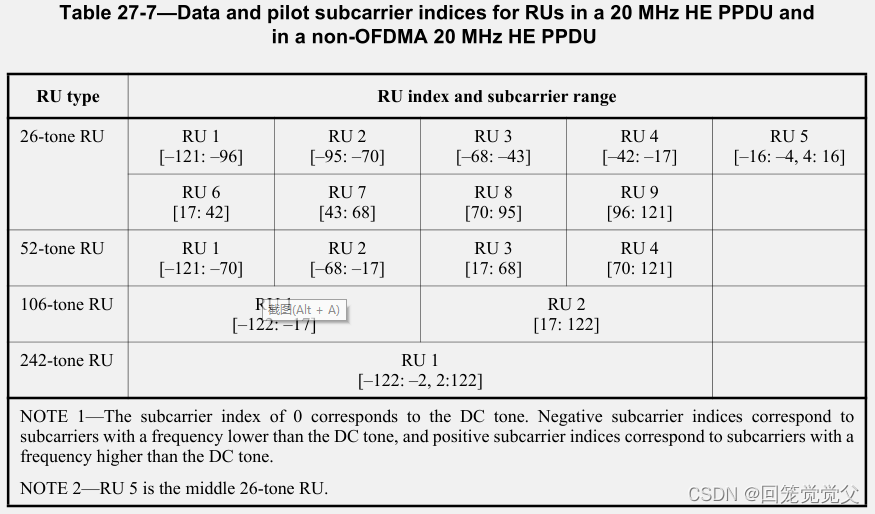 Table 27-7—Data and pilot subcarrier indices for RUs in a 20 MHz HE PPDU and
in a non-OFDMA 20 MHz HE PPDU
RU type RU index and subcarrier range
26-tone RU RU 1 RU 2 RU 3 RU 4 RU 5
[–121: –96] [–95: –70] [–68: –43] [–42: –17] [–16: –4, 4: 16]
RU 6 RU 7 RU 8 RU 9
[17: 42] [43: 68] [70: 95] [96: 121]
52-tone RU RU 1 RU 2 RU 3 RU 4
[–121: –70] [–68: –17] [17: 68] [70: 121]
106-tone RU RU 1 RU 2
截图(Alt + A)
[–122: –17] [17: 122]
242-tone RU RU 1
[–122: –2, 2:122]
NOTE 1—The subcarrier index of 0 corresponds to the DC tone. Negative subcarrier indices correspond to
subcarriers with a frequency lower than the DC tone, and positive subcarrier indices correspond to subcarriers with a
frequency higher than the DC tone.
NOTE 2—RU 5 is the middle 26-tone RU.
CSDN @回笼觉觉父